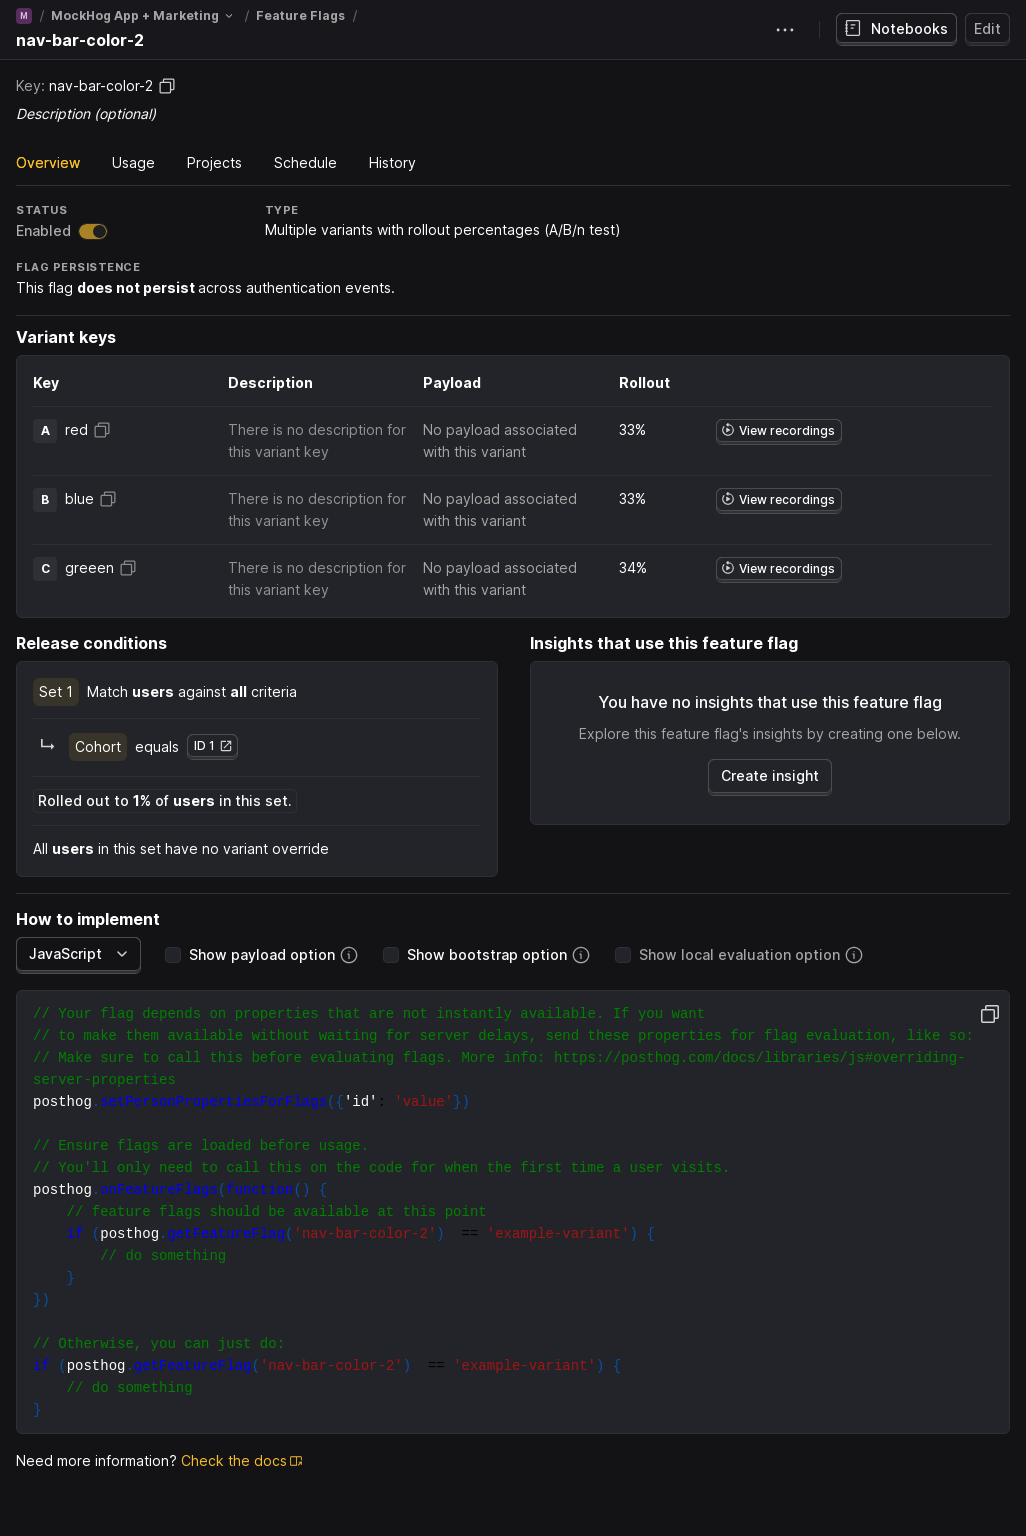 M / MockHog App + Marketing / Feature Flags /
nav-bar-color-2
Notebooks
Edit
Key: nav-bar-color-2
Description (optional)
Overview Usage Projects Schedule History
STATUS
Enabled
TYPE
Multiple variants with rollout percentages (A/B/n test)
FLAG PERSISTENCE
This flag does not persist across authentication events.
Variant keys
Key Description Payload Rollout
A red There is no description for this variant key No payload associated with this variant 33% View recordings
B blue There is no description for this variant key No payload associated with this variant 33% View recordings
C greeen There is no description for this variant key No payload associated with this variant 34% View recordings
Release conditions
Set 1 Match users against all criteria
Cohort equals ID 1
Rolled out to 1% of users in this set.
All users in this set have no variant override
Insights that use this feature flag
You have no insights that use this feature flag
Explore this feature flag's insights by creating one below.
Create insight
How to implement
JavaScript Show payload option Show bootstrap option Show local evaluation option
// Your flag depends on properties that are not instantly available. If you want
// to make them available without waiting for server delays, send these properties for flag evaluation, like so:
// Make sure to call this before evaluating flags. More info: https://posthog.com/docs/libraries/js#overriding-
server-properties
posthog.setPersonPropertiesForFlags({'id': 'value'})
// Ensure flags are loaded before usage.
// You'll only need to call this on the code for when the first time a user visits.
posthog.onFeatureFlags(function() {
    // feature flags should be available at this point
    if (posthog.getFeatureFlag('nav-bar-color-2')  == 'example-variant') {
        // do something
    }
})
// Otherwise, you can just do:
if (posthog.getFeatureFlag('nav-bar-color-2')  == 'example-variant') {
    // do something
}
Need more information? Check the docs